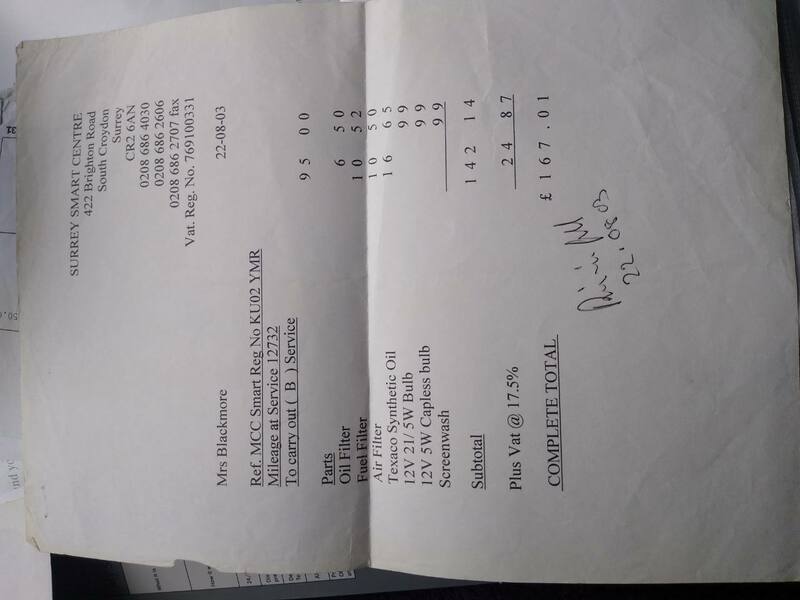 SURREY SMART CENTRE
422 Brighton Road
South Croydon
Surrey
CR2 6AN
0208 686 4030
0208 686 2606
0208 686 2707 fax
Vat. Reg. No. 769100331
Mrs Blackmore 22-08-03
Ref. MCC Smart Reg No KU02 YMR
Mileage at Service 12732
To carry out ( B ) Service 95 00
Parts
Oil Filter 6 50
Fuel Filter 10 52
Air Filter 10 50
Texaco Synthetic Oil 16 65
12V 21/ 5W Bulb 99
12V 5W Capless bulb 99
Screenwash 99
Subtotal 142 14
Plus Vat @ 17.5% 24 87
COMPLETE TOTAL £ 167 .01
22.08 03